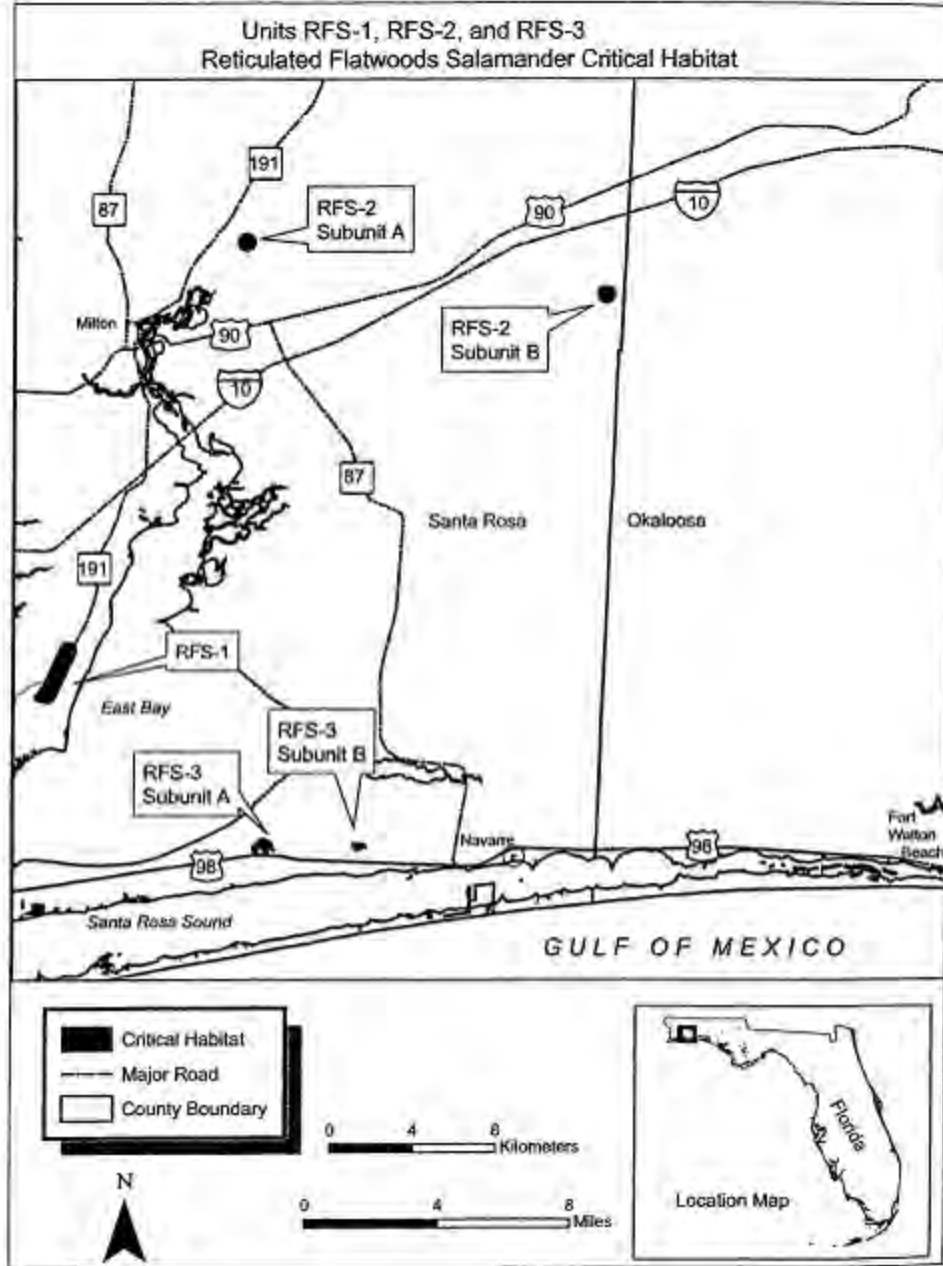 Units RFS-1, RFS-2, and RFS-3
Reticulated Flatwoods Salamander Critical Habitat
191
87
RFS-2
Subunit A
90
10
Milton
90
RFS-2
Subunit B
10
87
Santa Rosa
Okaloosa
191
RFS-1
East Bay
RFS-3
Subunit B
RFS-3
Subunit A
Navarre
98
98
Fort
Walton
Beach
Santa Rosa Sound
GULF OF MEXICO
Critical Habitat
Major Road
County Boundary
0 4 8
Kilometers
N
0 4 8
Miles
Florida
Location Map